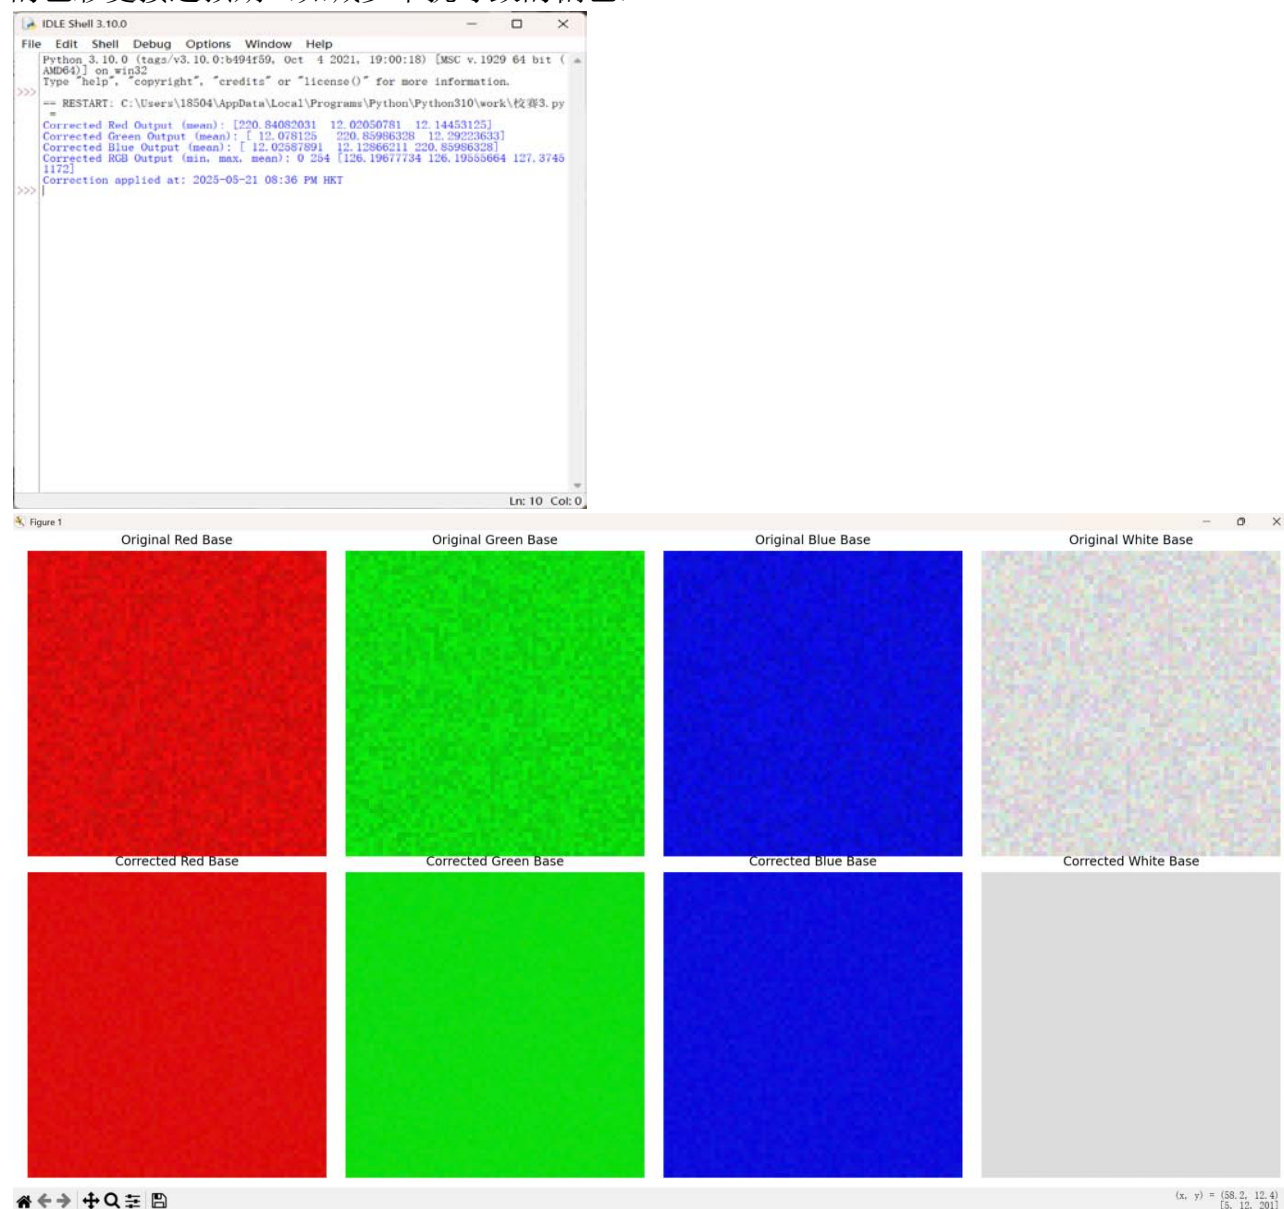 IDLE Shell 3.10.0
File Edit Shell Debug Options Window Help
Python 3.10.0 (tags/v3.10.0:b494f59, Oct  4 2021, 19:00:18) [MSC v.1929 64 bit (
AMD64)] on win32
Type "help", "copyright", "credits" or "license()" for more information.
>>>
== RESTART: C:\Users\18504\AppData\Local\Programs\Python\Python310\work\校赛3.py
=
Corrected Red Output (mean): [220.84082031  12.02050781  12.14453125]
Corrected Green Output (mean): [ 12.078125   220.85986328  12.29223633]
Corrected Blue Output (mean): [ 12.02587891  12.12866211 220.85986328]
Corrected RGB Output (min, max, mean): 0 254 [126.19677734 126.19555664 127.3745
1172]
Correction applied at: 2025-05-21 08:36 PM HKT
>>>
Ln: 10 Col: 0
Figure 1
Original Red Base Original Green Base Original Blue Base Original White Base
Corrected Red Base Corrected Green Base Corrected Blue Base Corrected White Base
(x, y) = (58.2, 12.4)
[5, 12, 201]